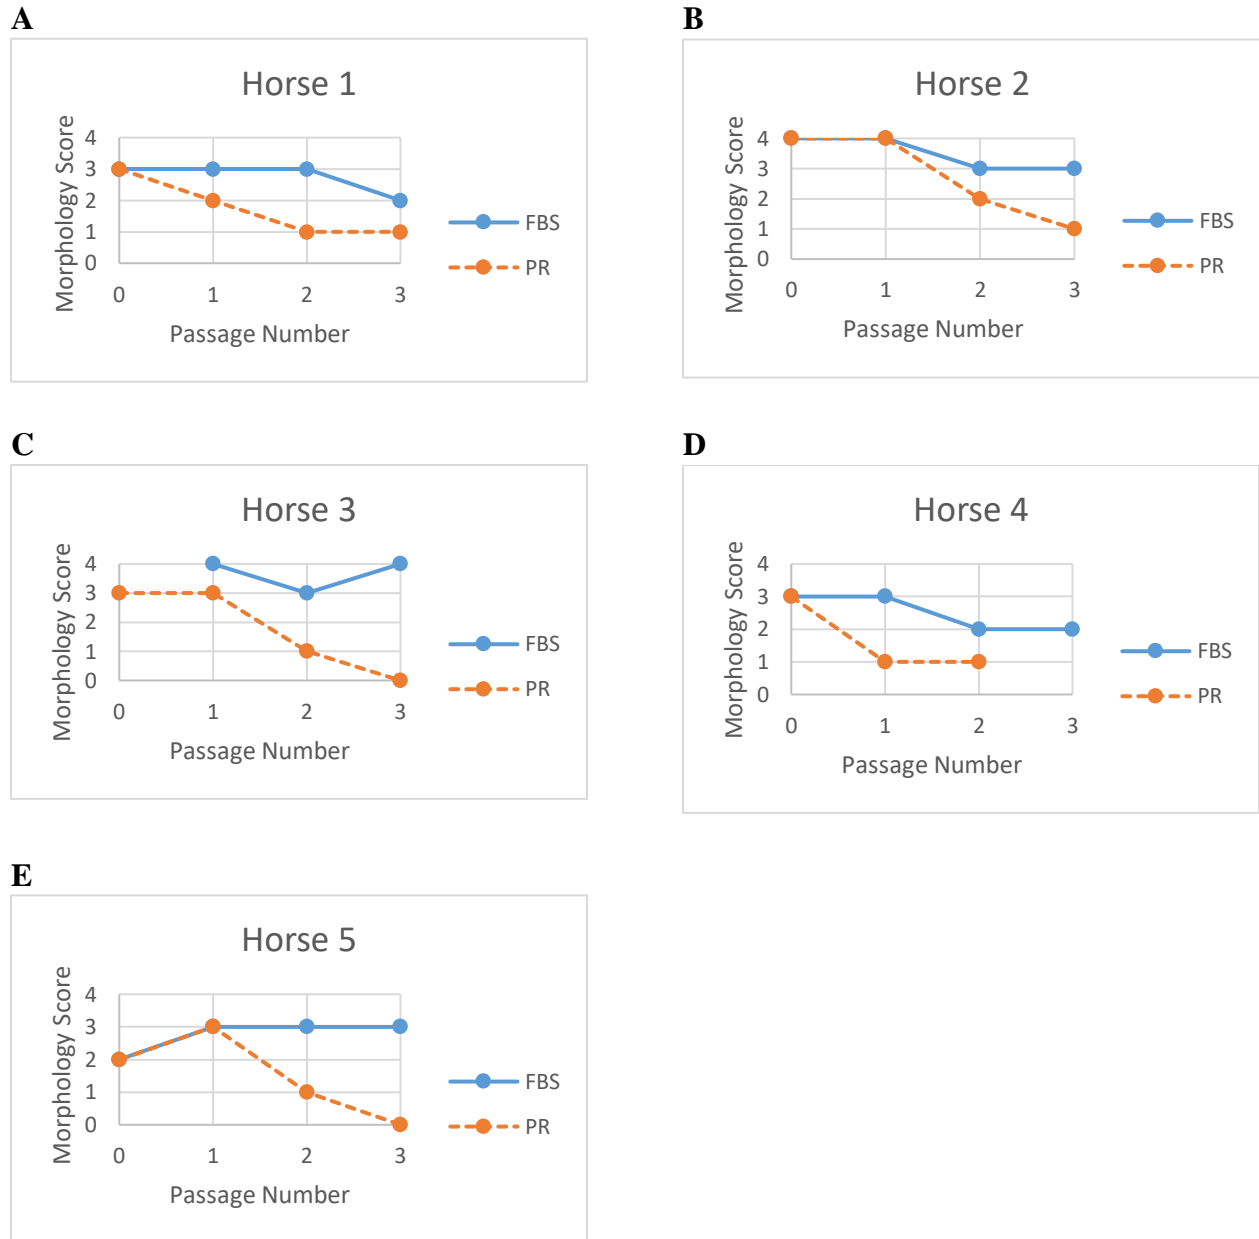 A
Horse 1
Morphology Score
4
3
2
1
0
0 1 2 3
Passage Number
FBS
PR
B
Horse 2
Morphology Score
4
3
2
1
0
0 1 2 3
Passage Number
FBS
PR
C
Horse 3
Morphology Score
4
3
2
1
0
0 1 2 3
Passage Number
FBS
PR
D
Horse 4
Morphology Score
4
3
2
1
0
0 1 2 3
Passage Number
FBS
PR
E
Horse 5
Morphology Score
4
3
2
1
0
0 1 2 3
Passage Number
FBS
PR